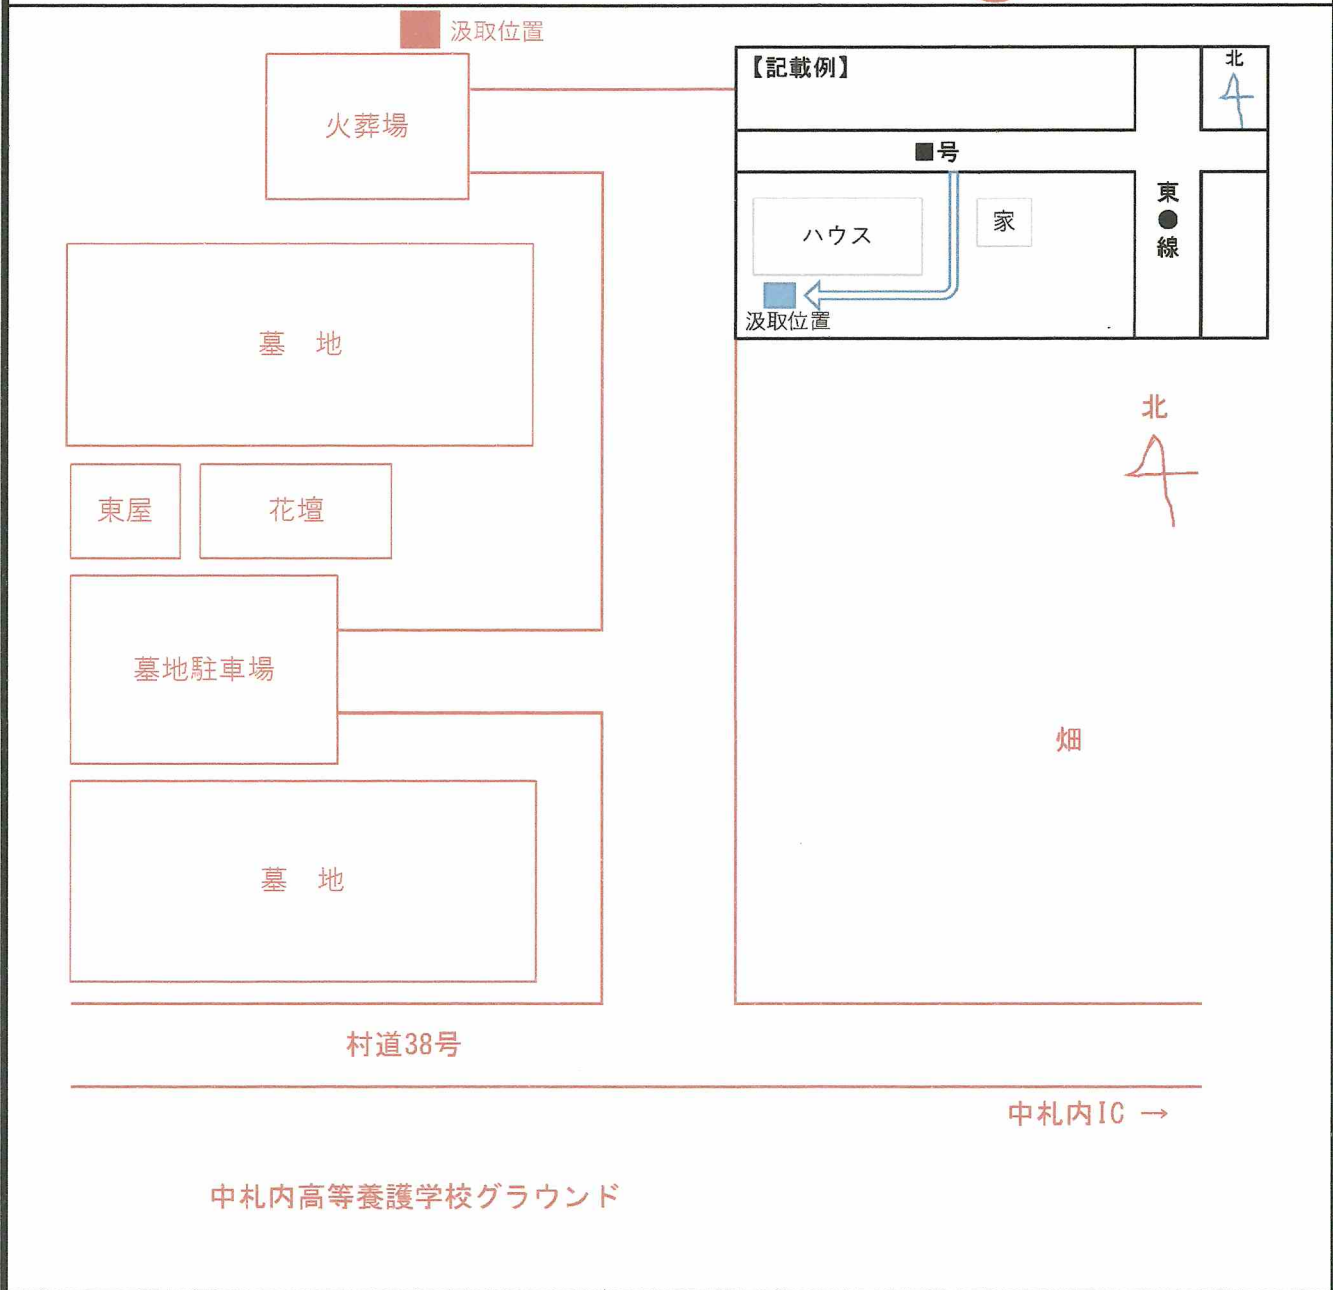 汲取位置
火葬場
【記載例】
北
■号
東●線
ハウス
家
汲取位置
墓 地
北
東屋
花壇
墓地駐車場
畑
墓 地
村道38号
中札内IC →
中札内高等養護学校グラウンド